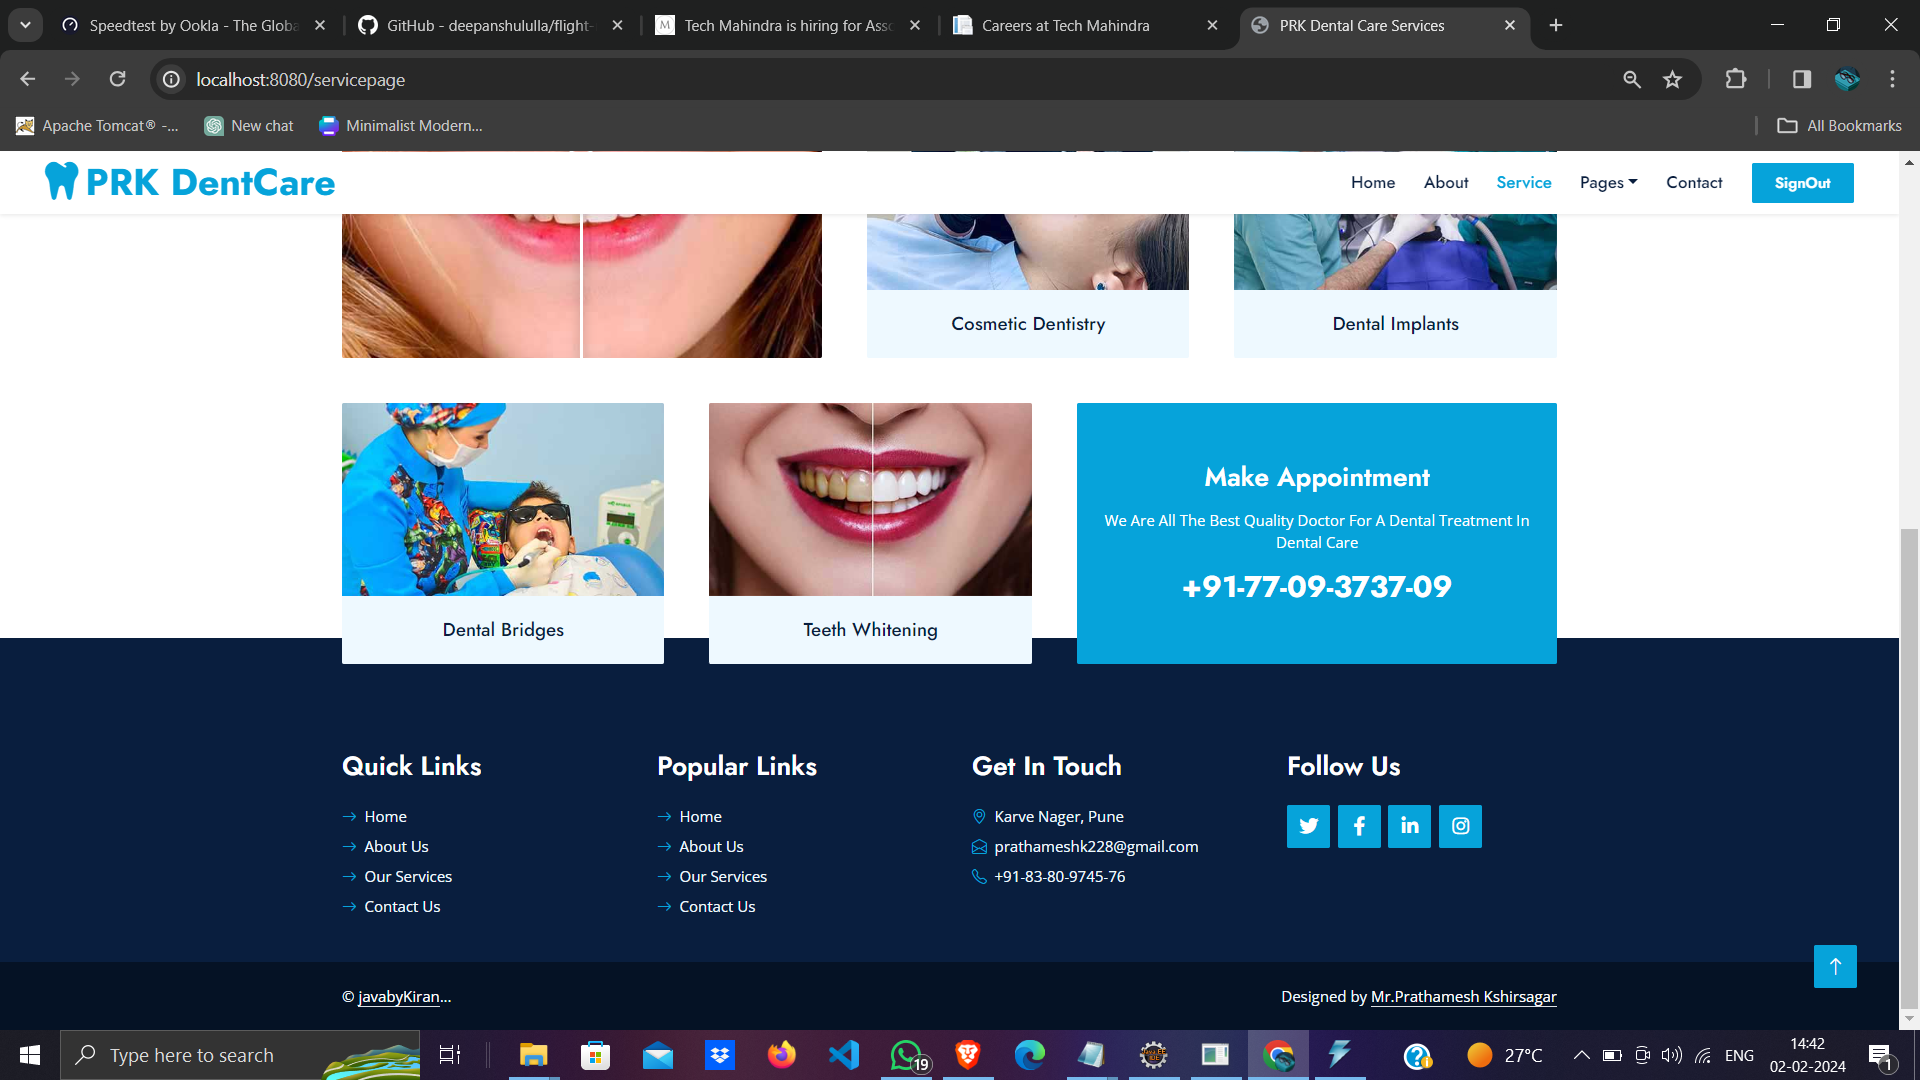 Speedtest by Ookla - The Globa
GitHub - deepanshululla/flight-
Tech Mahindra is hiring for Asso
Careers at Tech Mahindra
PRK Dental Care Services
localhost:8080/servicepage
Apache Tomcat® -...
New chat
Minimalist Modern...
All Bookmarks
PRK DentCare
Home
About
Service
Pages
Contact
SignOut
Cosmetic Dentistry
Dental Implants
Dental Bridges
Teeth Whitening
Make Appointment
We Are All The Best Quality Doctor For A Dental Treatment In
Dental Care
+91-77-09-3737-09
Quick Links
Home
About Us
Our Services
Contact Us
Popular Links
Home
About Us
Our Services
Contact Us
Get In Touch
Karve Nager, Pune
prathameshk228@gmail.com
+91-83-80-9745-76
Follow Us
© javabyKiran...
Designed by Mr.Prathamesh Kshirsagar
Type here to search
19
27°C
ENG
14:42
02-02-2024
1